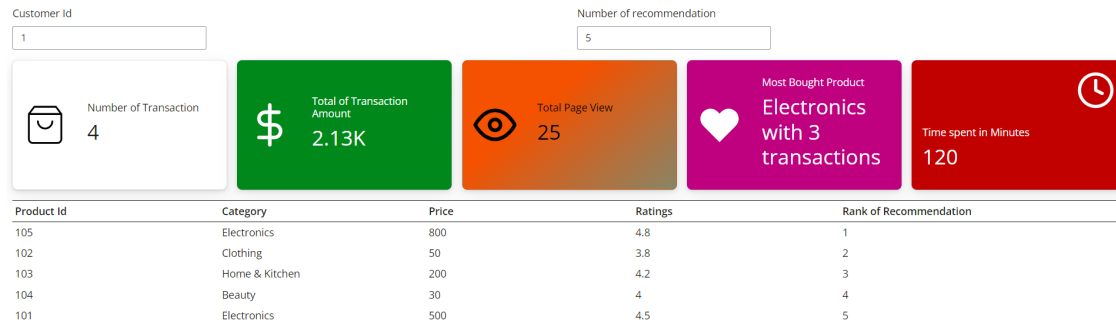 Customer Id
Number of recommendation
1
5
Number of Transaction
4
Total of Transaction
Amount
2.13K
Total Page View
25
Most Bought Product
Electronics
with 3
transactions
Time spent in Minutes
120
Product Id Category Price Ratings Rank of Recommendation
105 Electronics 800 4.8 1
102 Clothing 50 3.8 2
103 Home & Kitchen 200 4.2 3
104 Beauty 30 4 4
101 Electronics 500 4.5 5